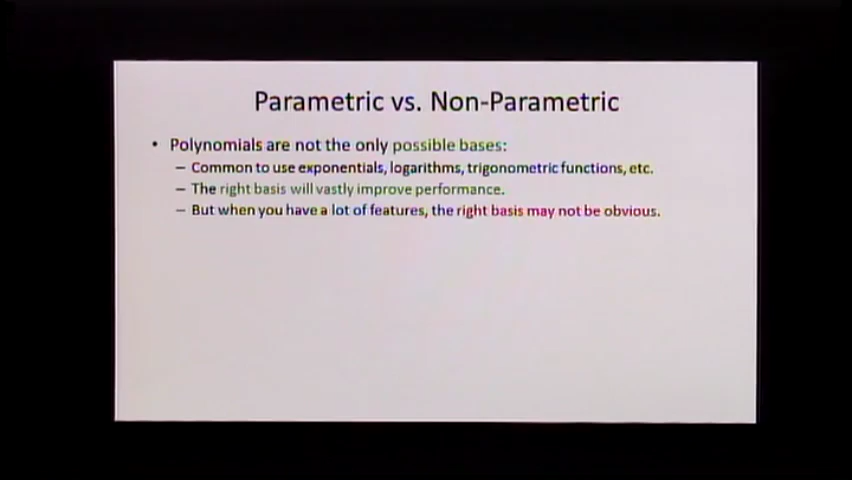 Parametric vs. Non-Parametric
• Polynomials are not the only possible bases:
– Common to use exponentials, logarithms, trigonometric functions, etc.
– The right basis will vastly improve performance.
– But when you have a lot of features, the right basis may not be obvious.